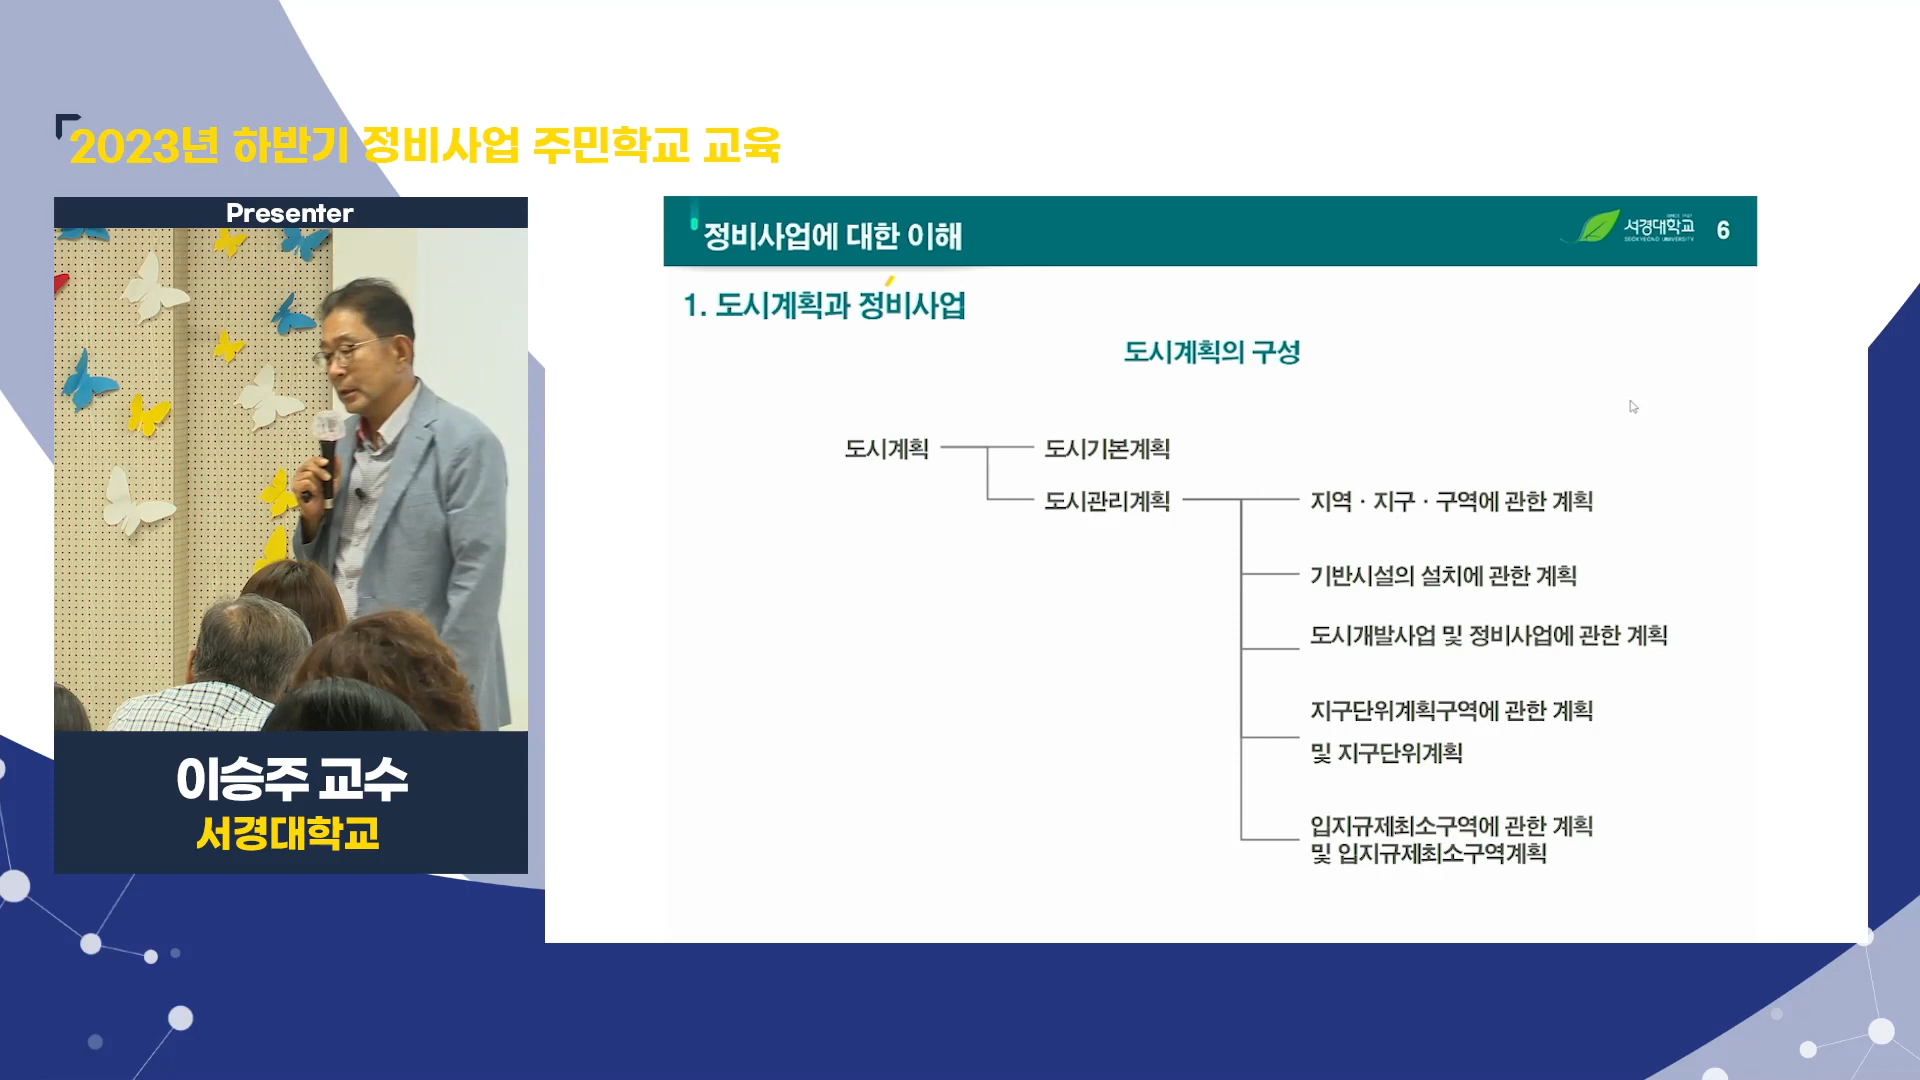 2023년 하반기 정비사업 주민학교 교육
Presenter
이승주 교수
서경대학교
정비사업에 대한 이해
SINCE 1947
서경대학교
SEOKYEONG UNIVERSITY
6
1. 도시계획과 정비사업
도시계획의 구성
도시계획
도시기본계획
도시관리계획
지역 · 지구 · 구역에 관한 계획
기반시설의 설치에 관한 계획
도시개발사업 및 정비사업에 관한 계획
지구단위계획구역에 관한 계획
및 지구단위계획
입지규제최소구역에 관한 계획
및 입지규제최소구역계획